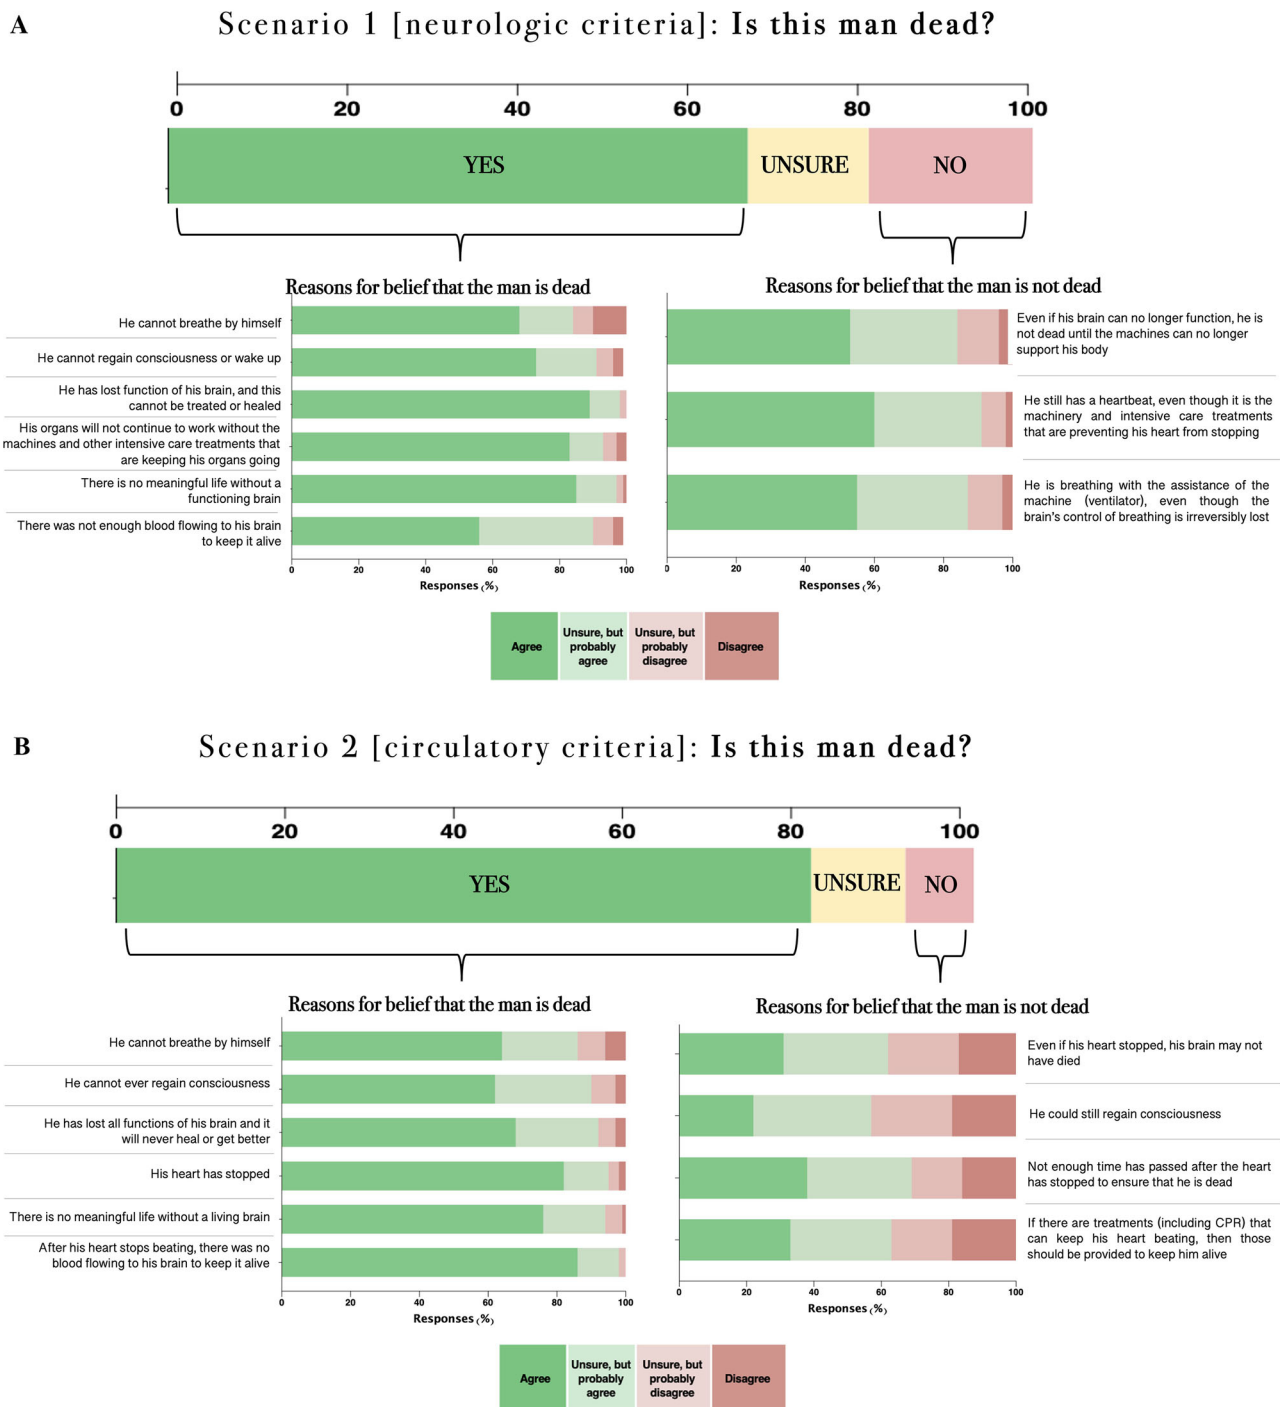 A
Scenario 1 [neurologic criteria]: Is this man dead?
0 20 40 60 80 100
YES UNSURE NO
Reasons for belief that the man is dead
He cannot breathe by himself
He cannot regain consciousness or wake up
He has lost function of his brain, and this
cannot be treated or healed
His organs will not continue to work without the
machines and other intensive care treatments that
are keeping his organs going
There is no meaningful life without a
functioning brain
There was not enough blood flowing to his brain
to keep it alive
0 20 40 60 80 100
Responses (%)
Reasons for belief that the man is not dead
Even if his brain can no longer function, he is
not dead until the machines can no longer
support his body
He still has a heartbeat, even though it is the
machinery and intensive care treatments
that are preventing his heart from stopping
He is breathing with the assistance of the
machine (ventilator), even though the
brain's control of breathing is irreversibly lost
0 20 40 60 80 100
Responses (%)
Agree
Unsure, but
probably
agree
Unsure, but
probably
disagree
Disagree
B
Scenario 2 [circulatory criteria]: Is this man dead?
0 20 40 60 80 100
YES UNSURE NO
Reasons for belief that the man is dead
He cannot breathe by himself
He cannot ever regain consciousness
He has lost all functions of his brain and it
will never heal or get better
His heart has stopped
There is no meaningful life without a living brain
After his heart stops beating, there was no
blood flowing to his brain to keep it alive
0 20 40 60 80 100
Responses (%)
Reasons for belief that the man is not dead
Even if his heart stopped, his brain may not
have died
He could still regain consciousness
Not enough time has passed after the heart
has stopped to ensure that he is dead
If there are treatments (including CPR) that
can keep his heart beating, then those
should be provided to keep him alive
0 20 40 60 80 100
Responses (%)
Agree
Unsure, but
probably
agree
Unsure, but
probably
disagree
Disagree